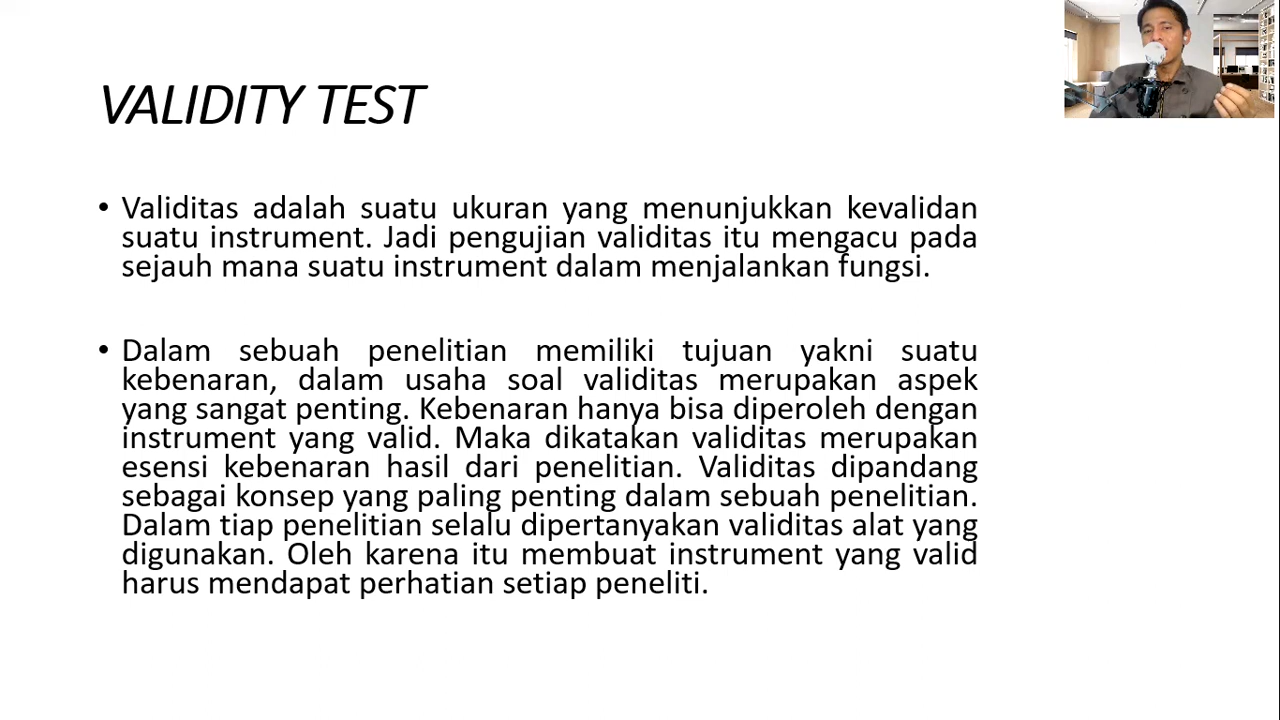 VALIDITY TEST
• Validitas adalah suatu ukuran yang menunjukkan kevalidan
suatu instrument. Jadi pengujian validitas itu mengacu pada
sejauh mana suatu instrument dalam menjalankan fungsi.
• Dalam sebuah penelitian memiliki tujuan yakni suatu
kebenaran, dalam usaha soal validitas merupakan aspek
yang sangat penting. Kebenaran hanya bisa diperoleh dengan
instrument yang valid. Maka dikatakan validitas merupakan
esensi kebenaran hasil dari penelitian. Validitas dipandang
sebagai konsep yang paling penting dalam sebuah penelitian.
Dalam tiap penelitian selalu dipertanyakan validitas alat yang
digunakan. Oleh karena itu membuat instrument yang valid
harus mendapat perhatian setiap peneliti.